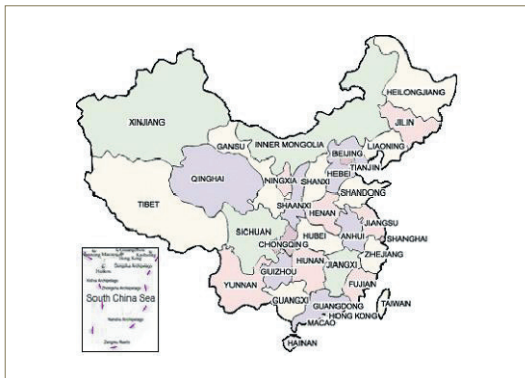 HEILONGJIANG
JILIN
XINJIANG
INNER MONGOLIA
LIAONING
GANSU
BEIJING
TIANJIN
HEBEI
QINGHAI
NINGXIA
SHANXI
SHANDONG
TIBET
SHAANXI
HENAN
JIANGSU
SICHUAN
HUBEI
ANHUI
SHANGHAI
CHONGQING
ZHEJIANG
HUNAN
JIANGXI
GUIZHOU
FUJIAN
YUNNAN
GUANGXI
GUANGDONG
TAIWAN
HONG KONG
MACAO
HAINAN
South China Sea